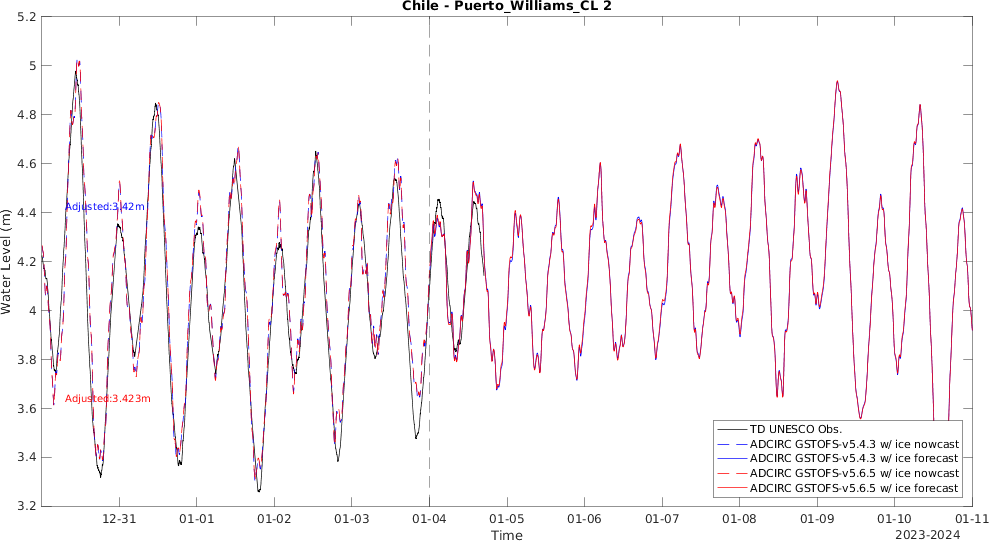 Chile - Puerto_Williams_CL 2
5.2
5
4.8
4.6
4.4
4.2
4
3.8
3.6
3.4
3.2
Water Level (m)
Adjusted:3.42m
Adjusted:3.423m
TD UNESCO Obs.
ADCIRC GSTOFS-v5.4.3 w/ ice nowcast
ADCIRC GSTOFS-v5.4.3 w/ ice forecast
ADCIRC GSTOFS-v5.6.5 w/ ice nowcast
ADCIRC GSTOFS-v5.6.5 w/ ice forecast
12-31 01-01 01-02 01-03 01-04 01-05 01-06 01-07 01-08 01-09 01-10 01-11
Time
2023-2024